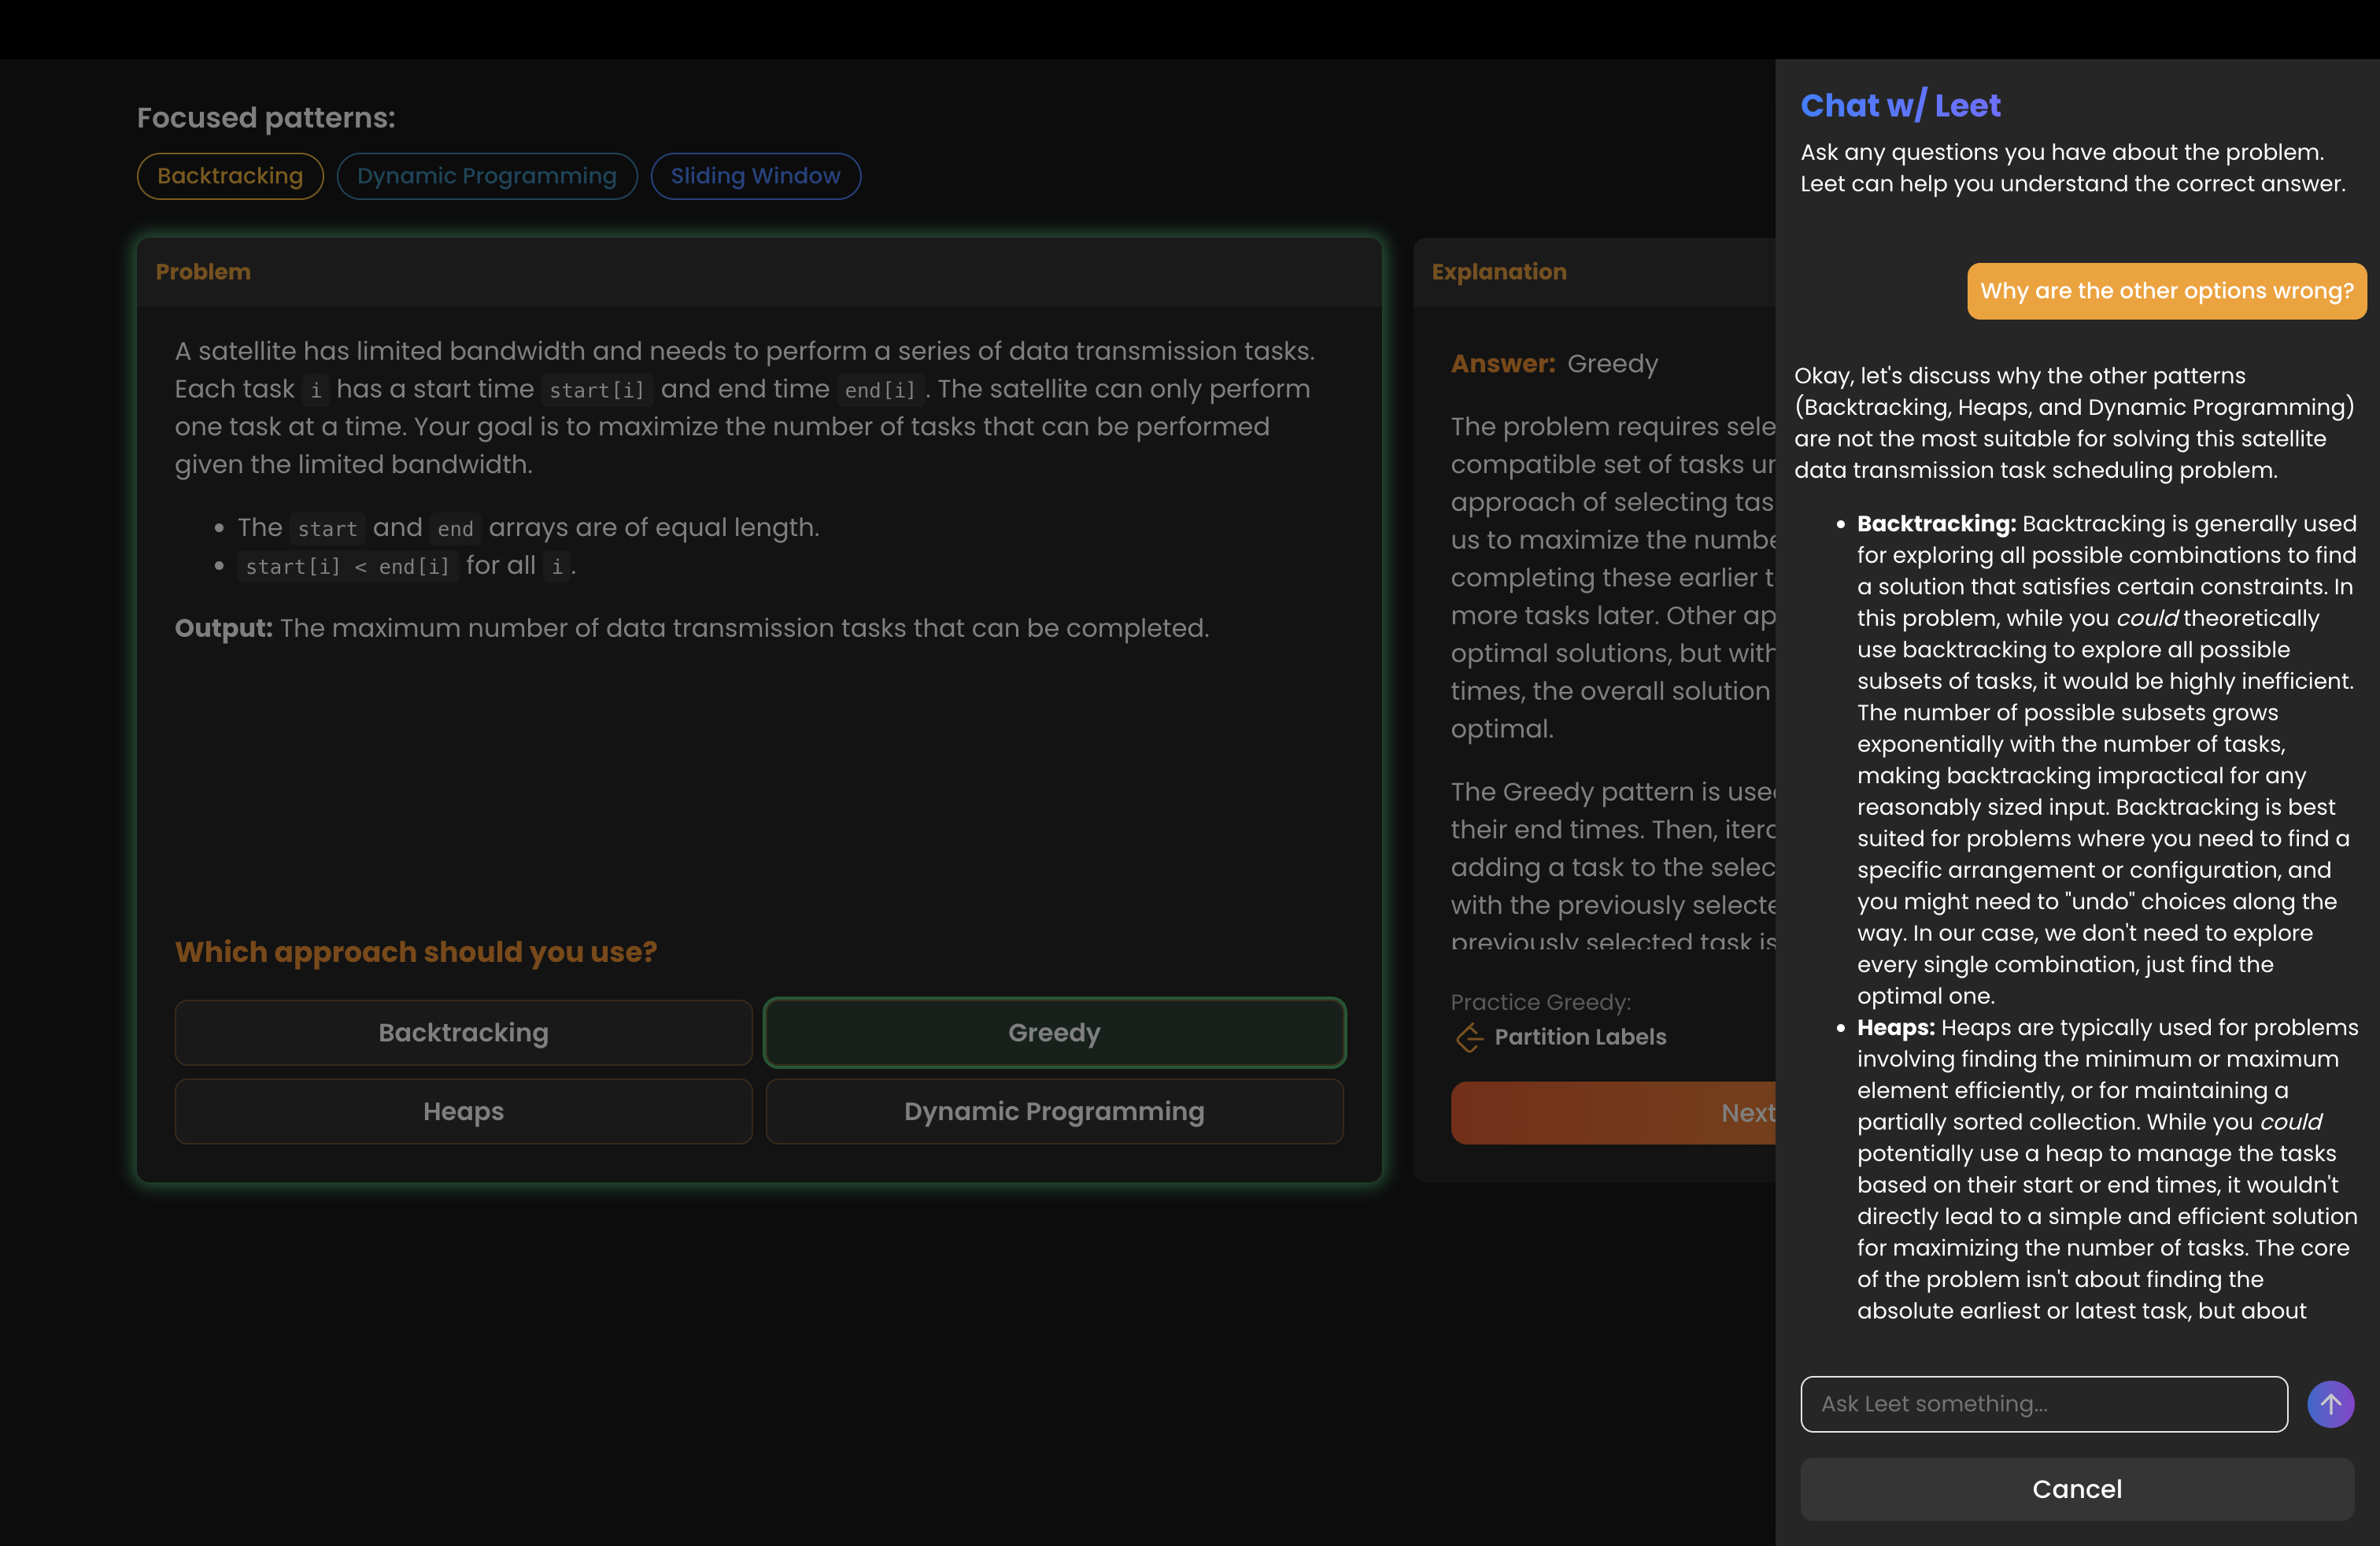 Focused patterns:
Backtracking
Dynamic Programming
Sliding Window
Problem
A satellite has limited bandwidth and needs to perform a series of data transmission tasks.
Each task i has a start time start[i] and end time end[i]. The satellite can only perform
one task at a time. Your goal is to maximize the number of tasks that can be performed
given the limited bandwidth.
• The start and end arrays are of equal length.
• start[i] < end[i] for all i.
Output: The maximum number of data transmission tasks that can be completed.
Which approach should you use?
Backtracking
Greedy
Heaps
Dynamic Programming
Explanation
Answer: Greedy
The problem requires sele
compatible set of tasks
approach of selecting tas
us to maximize the numbe
completing these earlier t
more tasks later. Other ap
optimal solutions, but with
times, the overall solution
optimal.
The Greedy pattern is use
their end times. Then, itera
adding a task to the selec
with the previously selecte
previously selected task is
Practice Greedy:
Partition Labels
Next
Chat w/ Leet
Ask any questions you have about the problem.
Leet can help you understand the correct answer.
Why are the other options wrong?
Okay, let's discuss why the other patterns
(Backtracking, Heaps, and Dynamic Programming)
are not the most suitable for solving this satellite
data transmission task scheduling problem.
• Backtracking: Backtracking is generally used
for exploring all possible combinations to find
a solution that satisfies certain constraints. In
this problem, while you could theoretically
use backtracking to explore all possible
subsets of tasks, it would be highly inefficient.
The number of possible subsets grows
exponentially with the number of tasks,
making backtracking impractical for any
reasonably sized input. Backtracking is best
suited for problems where you need to find a
specific arrangement or configuration, and
you might need to "undo" choices along the
way. In our case, we don't need to explore
every single combination, just find the
optimal one.
• Heaps: Heaps are typically used for problems
involving finding the minimum or maximum
element efficiently, or for maintaining a
partially sorted collection. While you could
potentially use a heap to manage the tasks
based on their start or end times, it wouldn't
directly lead to a simple and efficient solution
for maximizing the number of tasks. The core
of the problem isn't about finding the
absolute earliest or latest task, but about
Ask Leet something...
Cancel